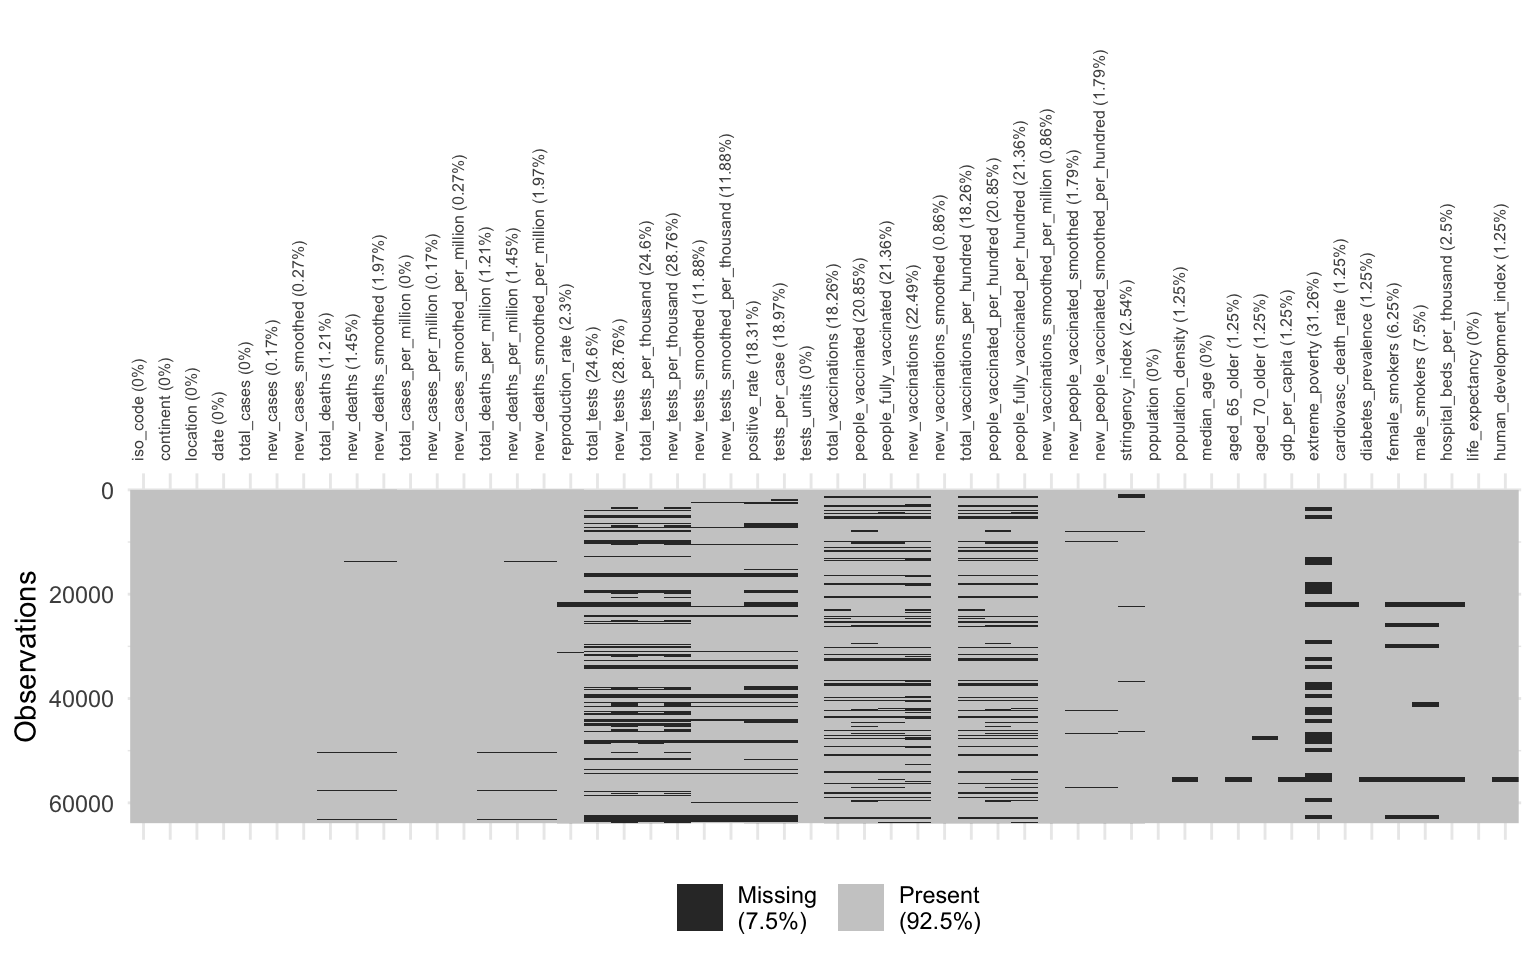 iso_code (0%)
continent (0%)
location (0%)
date (0%)
total_cases (0%)
new_cases (0.17%)
new_cases_smoothed (0.27%)
total_deaths (1.21%)
new_deaths (1.45%)
new_deaths_smoothed (1.97%)
total_cases_per_million (0%)
new_cases_per_million (0.17%)
new_cases_smoothed_per_million (0.27%)
total_deaths_per_million (1.21%)
new_deaths_per_million (1.45%)
new_deaths_smoothed_per_million (1.97%)
reproduction_rate (2.3%)
total_tests (24.6%)
new_tests (28.76%)
total_tests_per_thousand (24.6%)
new_tests_per_thousand (28.76%)
new_tests_smoothed (11.88%)
new_tests_smoothed_per_thousand (11.88%)
positive_rate (18.31%)
tests_per_case (18.97%)
tests_units (0%)
total_vaccinations (18.26%)
people_vaccinated (20.85%)
people_fully_vaccinated (21.36%)
new_vaccinations (22.49%)
new_vaccinations_smoothed (0.86%)
total_vaccinations_per_hundred (18.26%)
people_vaccinated_per_hundred (20.85%)
people_fully_vaccinated_per_hundred (21.36%)
new_vaccinations_smoothed_per_million (0.86%)
new_people_vaccinated_smoothed (1.79%)
new_people_vaccinated_smoothed_per_hundred (1.79%)
stringency_index (2.54%)
population (0%)
population_density (1.25%)
median_age (0%)
aged_65_older (1.25%)
aged_70_older (1.25%)
gdp_per_capita (1.25%)
extreme_poverty (31.26%)
cardiovasc_death_rate (1.25%)
diabetes_prevalence (1.25%)
female_smokers (6.25%)
male_smokers (7.5%)
hospital_beds_per_thousand (2.5%)
life_expectancy (0%)
human_development_index (1.25%)
0
20000
40000
60000
Observations
Missing
(7.5%)
Present
(92.5%)